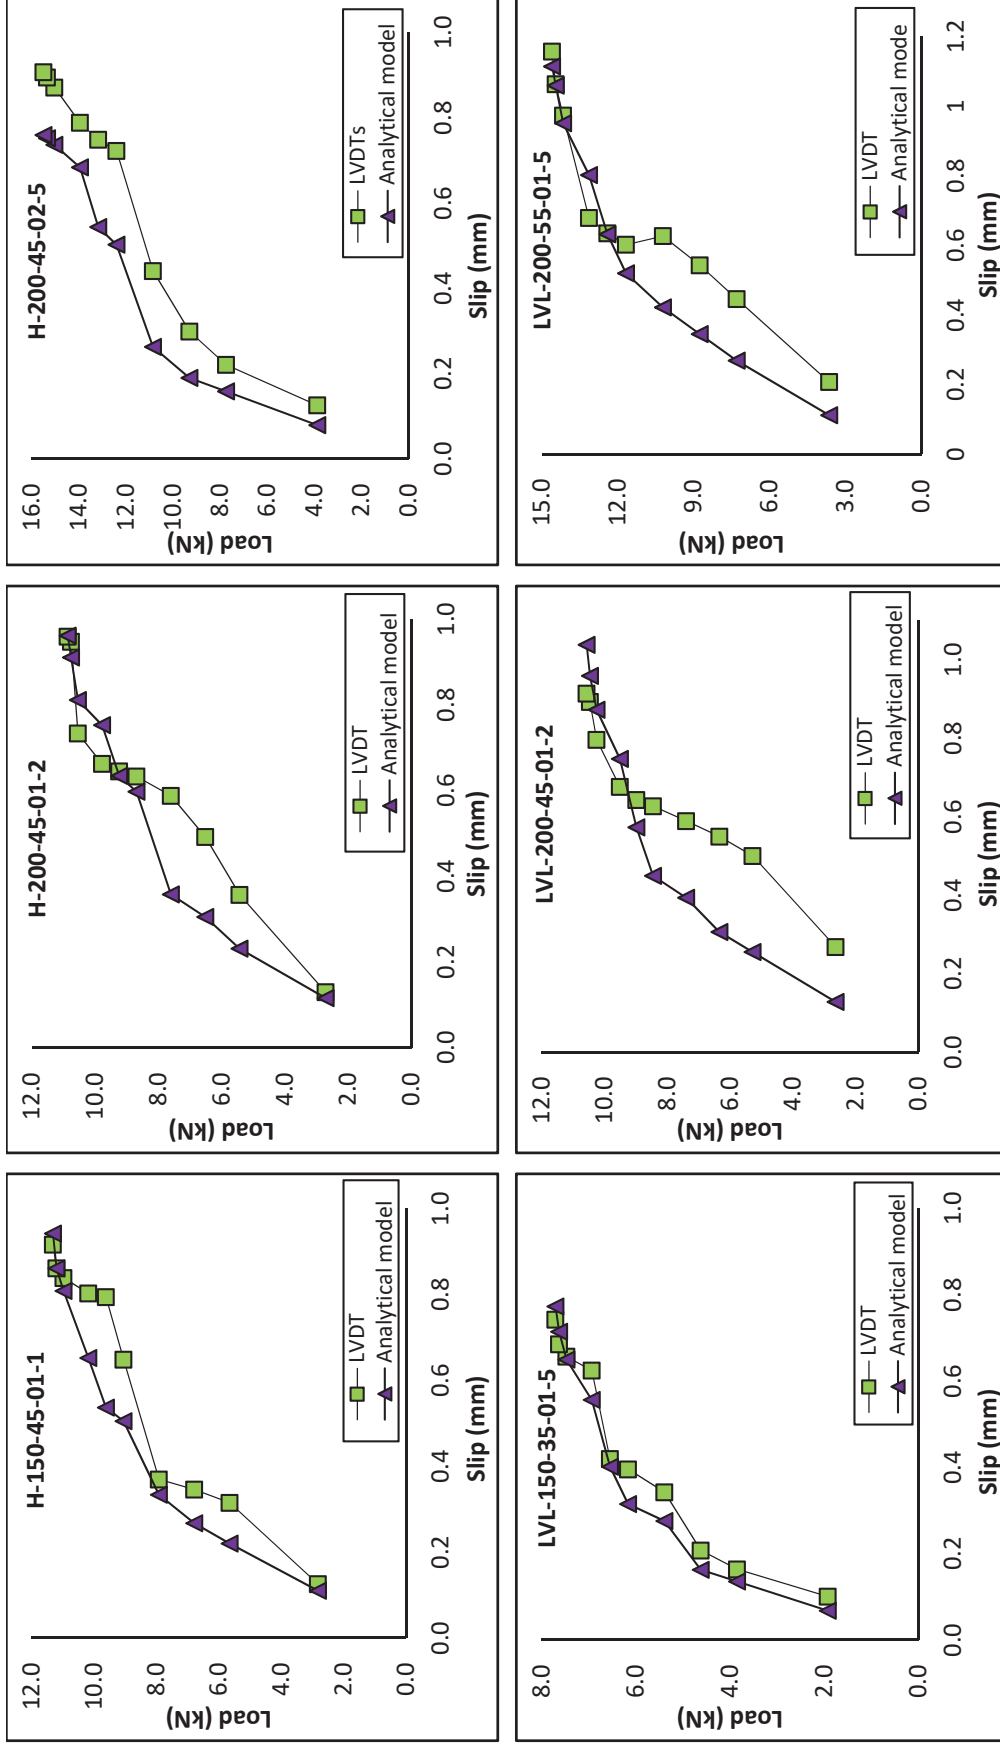 H-150-45-01-1
12.0
10.0
8.0
6.0
4.0
2.0
0.0
Load (kN)
LVDT
Analytical model
0.0 0.2 0.4 0.6 0.8 1.0
Slip (mm)
H-200-45-01-2
12.0
10.0
8.0
6.0
4.0
2.0
0.0
Load (kN)
LVDT
Analytical model
0.0 0.2 0.4 0.6 0.8 1.0
Slip (mm)
H-200-45-02-5
16.0
14.0
12.0
10.0
8.0
6.0
4.0
2.0
0.0
Load (kN)
LVDTs
Analytical model
0.0 0.2 0.4 0.6 0.8 1.0
Slip (mm)
LVL-150-35-01-5
8.0
6.0
4.0
2.0
0.0
Load (kN)
LVDT
Analytical model
0.0 0.2 0.4 0.6 0.8 1.0
Slip (mm)
LVL-200-45-01-2
12.0
10.0
8.0
6.0
4.0
2.0
0.0
Load (kN)
LVDT
Analytical model
0.0 0.2 0.4 0.6 0.8 1.0
Slip (mm)
LVL-200-55-01-5
15.0
12.0
9.0
6.0
3.0
0.0
Load (kN)
LVDT
Analytical mode
0 0.2 0.4 0.6 0.8 1 1.2
Slip (mm)